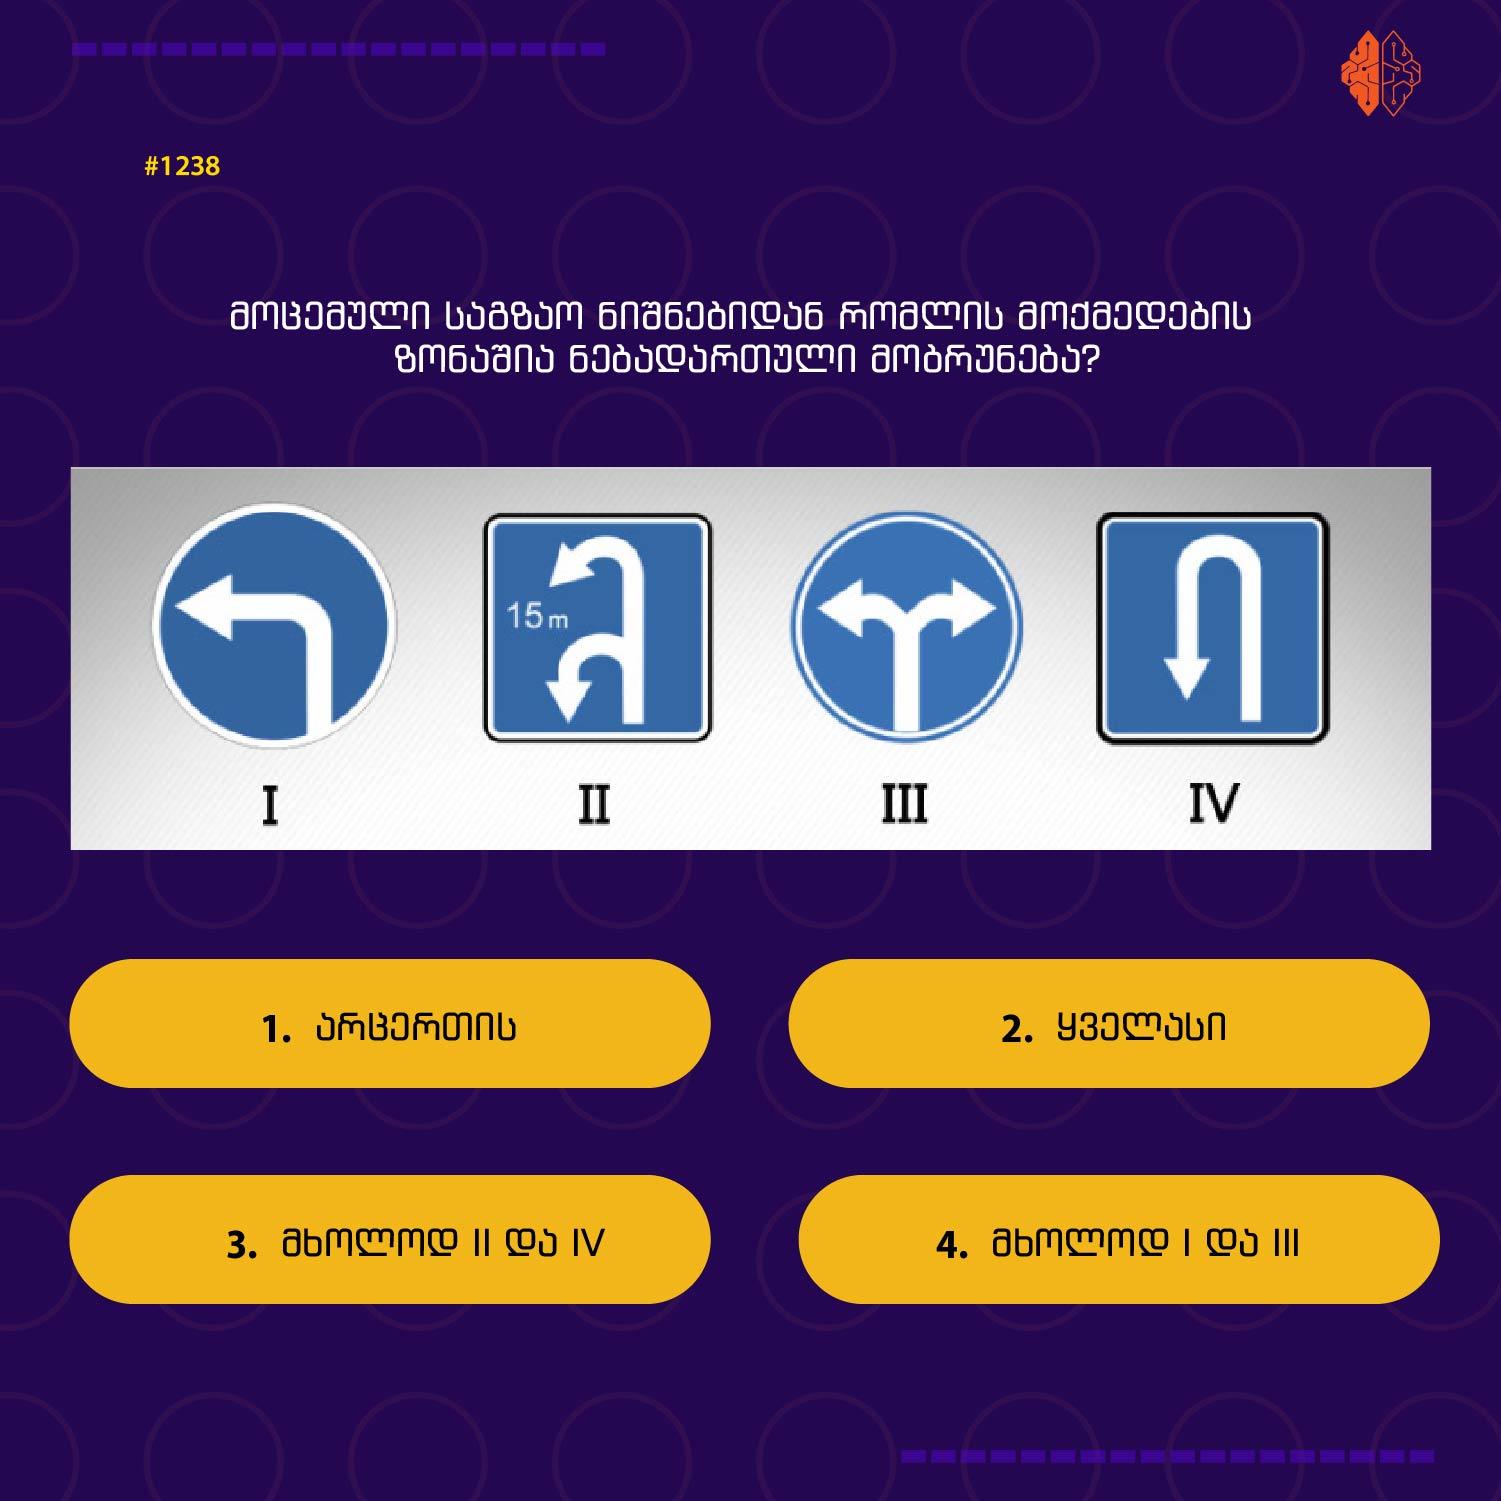 #1238
მოცემული საგზაო ნიშნებიდან რომლის მოქმედების
ზონაშია ნებადართული მობრუნება?
15 m
I
II
III
IV
1. არცერთის
2. ყველასი
3. მხოლოდ II და IV
4. მხოლოდ I და III